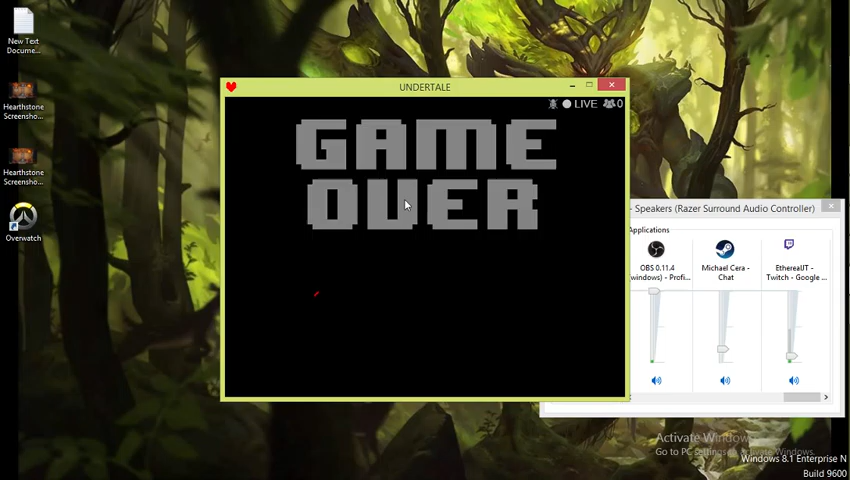 New Text
Docume...
Hearthstone
Screensho...
Hearthstone
Screensho...
Overwatch
UNDERTALE
LIVE 0
GAME
OVER
- Speakers (Razer Surround Audio Controller)
Applications
OBS 0.11.4
(windows) - Profi...
Michael Cera -
Chat
EtherealJT -
Twitch - Google ...
Activate Windows
Go to PC settings to activate Windows.
Windows 8.1 Enterprise N
Build 9600